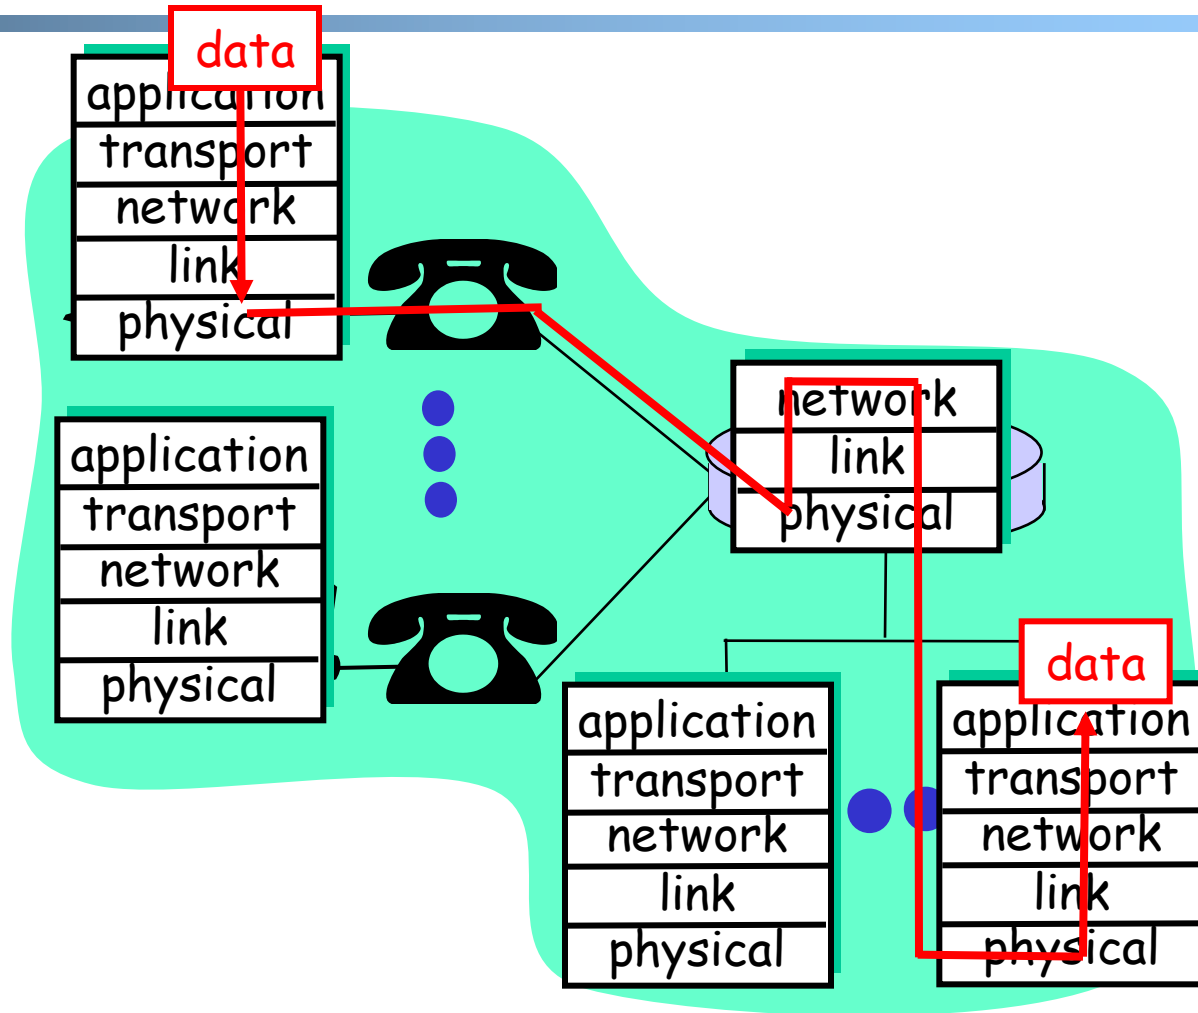 data
application
transport
network
link
physical
application
transport
network
link
physical
network
link
physical
application
transport
network
link
physical
data
application
transport
network
link
physical